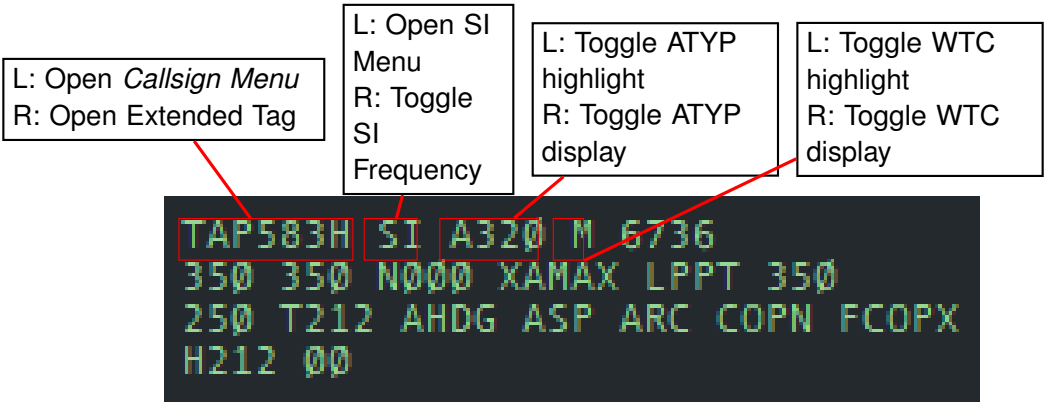 L: Open Callsign Menu
R: Open Extended Tag
L: Open SI
Menu
R: Toggle
SI
Frequency
L: Toggle ATYP
highlight
R: Toggle ATYP
display
L: Toggle WTC
highlight
R: Toggle WTC
display
TAP583H SI A320 M 6736
350 350 N000 XAMAX LPPT 350
250 T212 AHDG ASP ARC COPN FCOPX
H212 00